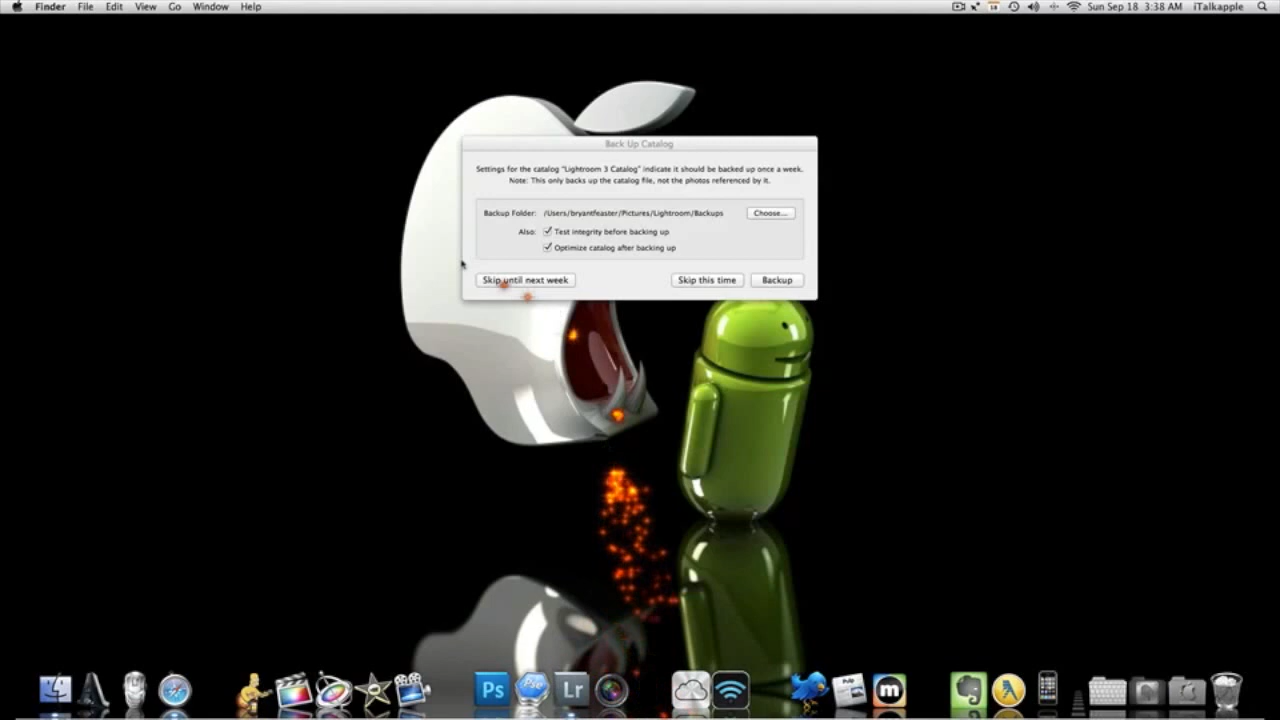 Finder File Edit View Go Window Help
18 Sun Sep 18 3:38 AM iTalkapple
Back Up Catalog
Settings for the catalog "Lightroom 3 Catalog" indicate it should be backed up once a week.
Note: This only backs up the catalog file, not the photos referenced by it.
Backup Folder: /Users/bryantfeaster/Pictures/Lightroom/Backups Choose...
Also: Test integrity before backing up
Optimize catalog after backing up
Skip until next week Skip this time Backup
Ps Pse Lr Pulp m